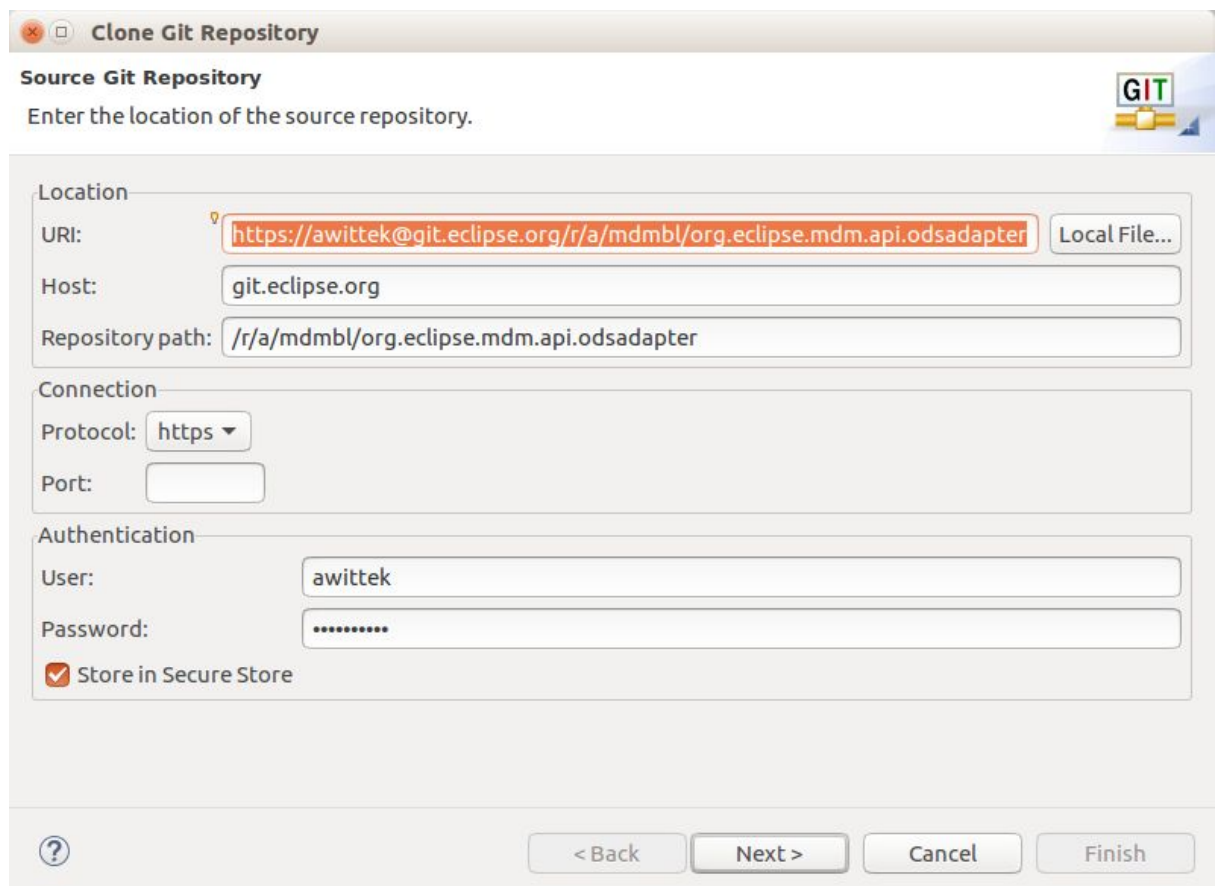 Clone Git Repository
Source Git Repository
Enter the location of the source repository.
GIT
Location
URI: https://awittek@git.eclipse.org/r/a/mdmbl/org.eclipse.mdm.api.odsadapter Local File...
Host: git.eclipse.org
Repository path: /r/a/mdmbl/org.eclipse.mdm.api.odsadapter
Connection
Protocol: https
Port:
Authentication
User: awittek
Password: ••••••••••
Store in Secure Store
? < Back Next > Cancel Finish